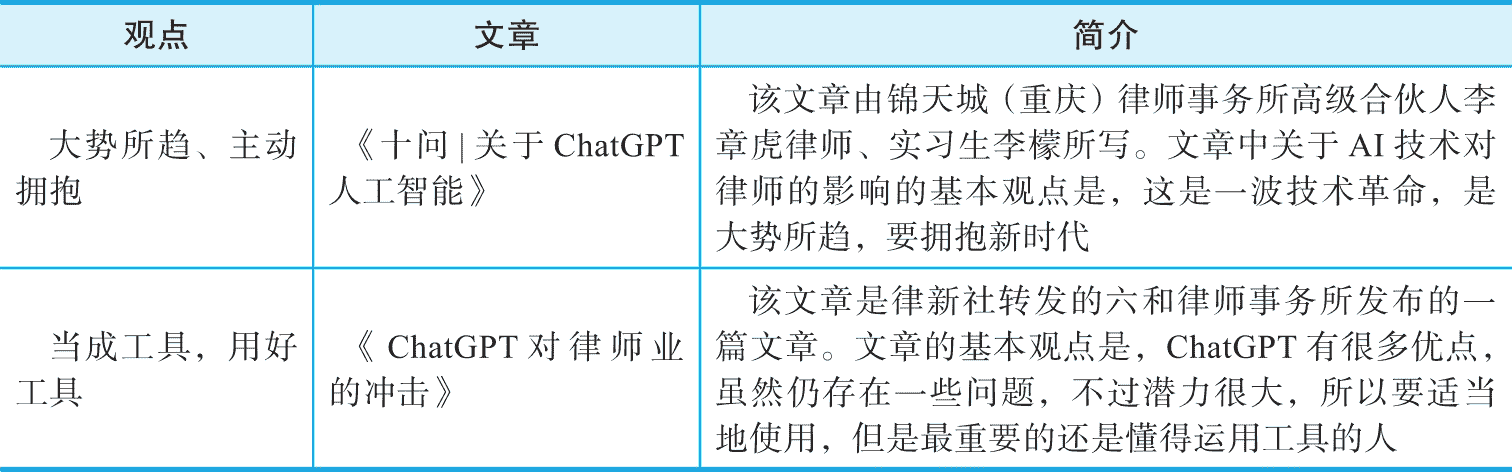 观点 文章 简介
大势所趋、主动
拥抱
《十问|关于 ChatGPT
人工智能》
该文章由锦天城（重庆）律师事务所高级合伙人李
章虎律师、实习生李檬所写。文章中关于 AI 技术对
律师的影响的基本观点是，这是一波技术革命，是
大势所趋，要拥抱新时代
当成工具，用好
工具
《 ChatGPT 对律师业
的冲击》
该文章是律新社转发的六和律师事务所发布的一
篇文章。文章的基本观点是，ChatGPT 有很多优点，
虽然仍存在一些问题，不过潜力很大，所以要适当
地使用，但是最重要的还是懂得运用工具的人